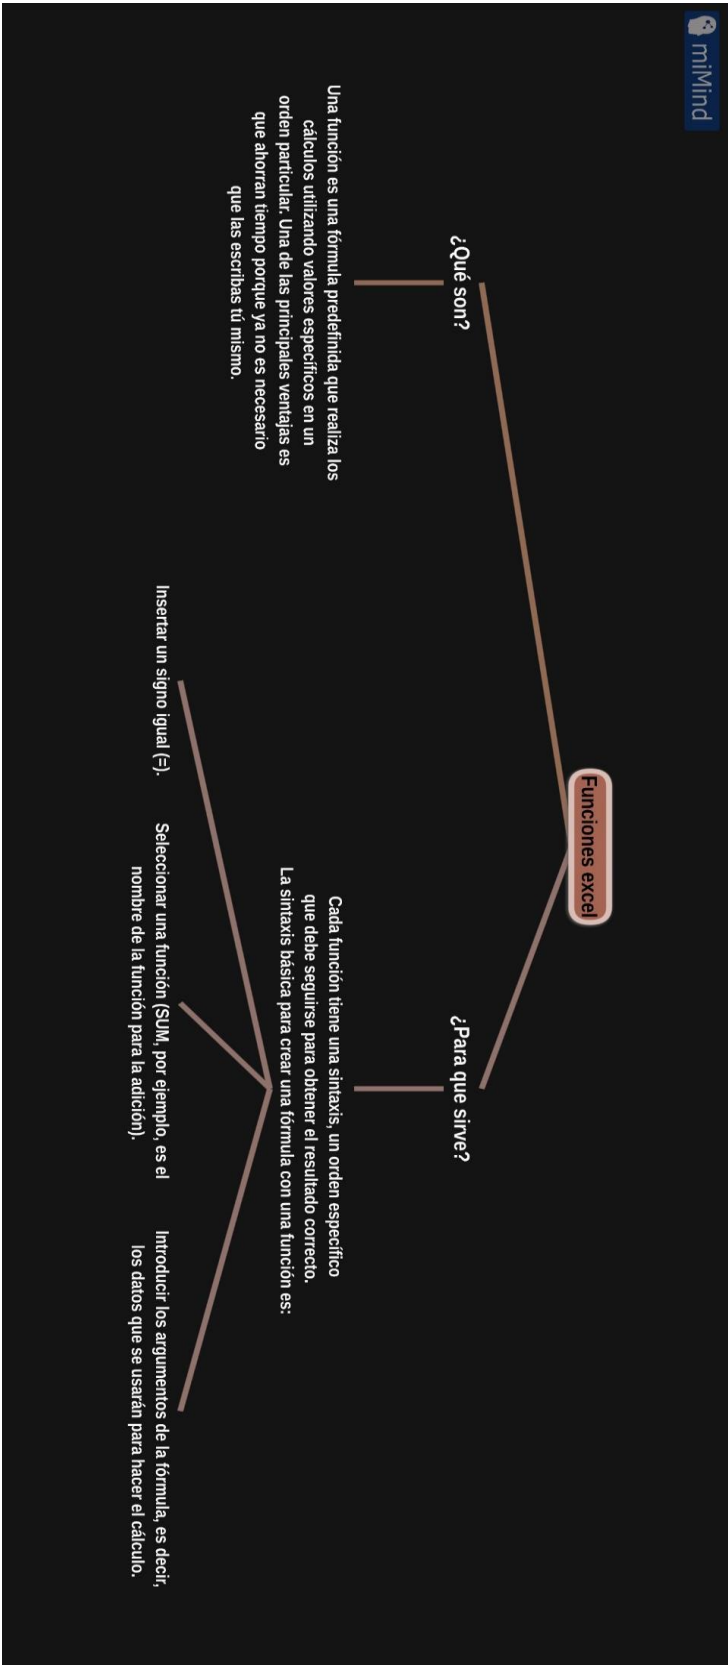 miMind
Funciones excel
¿Qué son?
Una función es una fórmula predefinida que realiza los
cálculos utilizando valores específicos en un
orden particular. Una de las principales ventajas es
que ahorran tiempo porque ya no es necesario
que las escribas tú mismo.
¿Para que sirve?
Cada función tiene una sintaxis, un orden específico
que debe seguirse para obtener el resultado correcto.
La sintaxis básica para crear una fórmula con una función es:
Insertar un signo igual (=).
Seleccionar una función (SUM, por ejemplo, es el
nombre de la función para la adición).
Introducir los argumentos de la fórmula, es decir,
los datos que se usarán para hacer el cálculo.